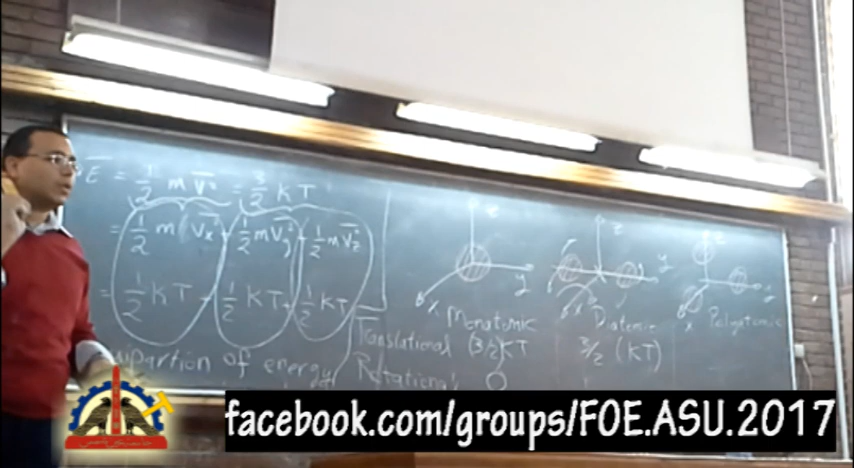 E̅ = 1/2 m V̅² = 3/2 KT
= 1/2 m(V̅x² + 1/2 m V̅y² + 1/2 m V̅z²
= 1/2 KT + 1/2 KT + 1/2 KT
uipartion of energy
z
y
x Monatomic
z
y
x Diatomic
z
y
x Polyatomic
Translational (3/2)KT 3/2 (KT)
Rotational 0
facebook.com/groups/FOE.ASU.2017